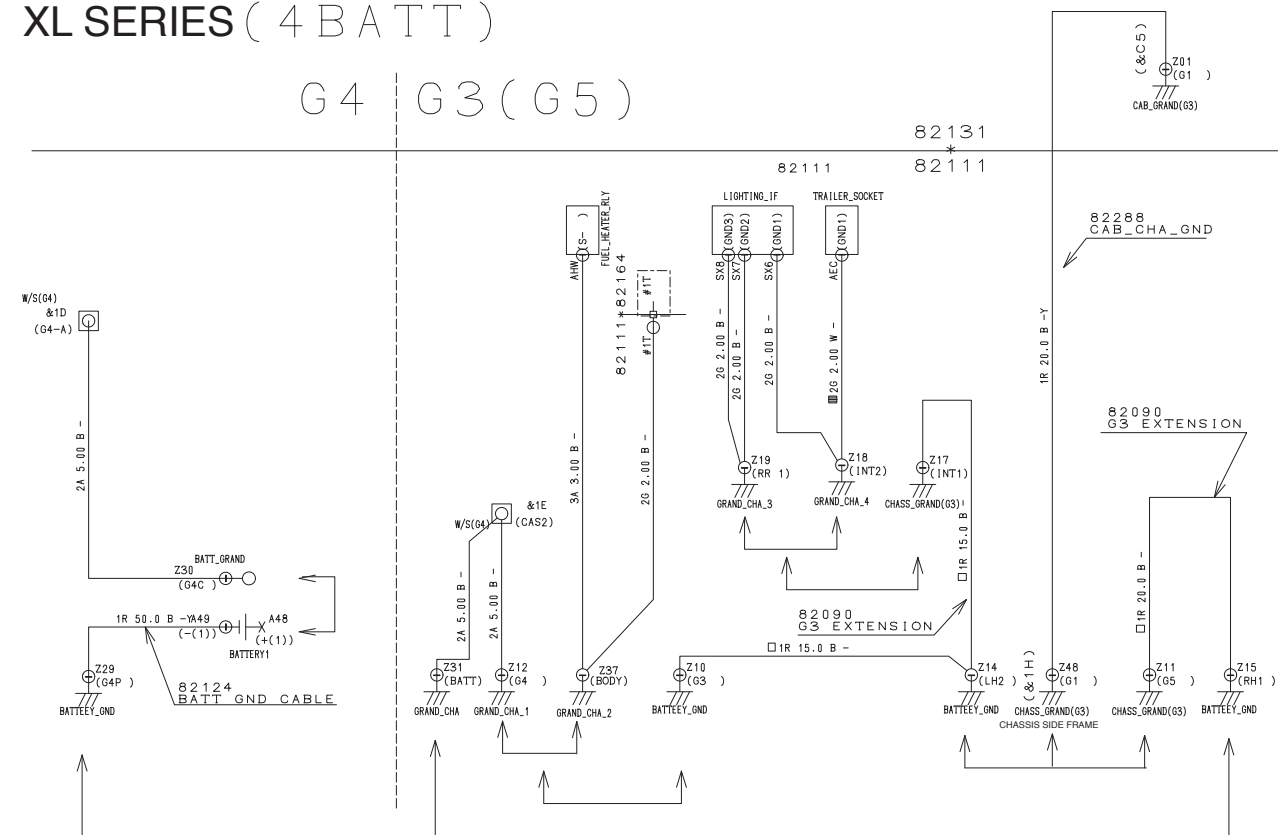 XL SERIES (4BATT)
G4 G3(G5)
(&C5)
Z01
(G1 )
CAB_GRAND(G3)
82131
*
82111
82111
FUEL_HEATER_RLY
(S- )
AHW
82111*82164
#1T
#1T
LIGHTING_IF
(GND3)
(GND2)
(GND1)
SX8
SX7
SX6
TRAILER_SOCKET
(GND1)
AEC
82288
CAB_CHA_GND
W/S(G4)
&1D
(G4-A)
2A 5.00 B -
3A 3.00 B -
2G 2.00 B -
2G 2.00 B -
2G 2.00 B -
2G 2.00 B -
2G 2.00 W -
1R 20.0 B -Y
82090
G3 EXTENSION
Z19
(RR 1)
GRAND_CHA_3
Z18
(INT2)
GRAND_CHA_4
Z17
(INT1)
CHASS_GRAND(G3)
&1E
W/S(G4)
(CAS2)
BATT_GRAND
Z30
(G4C )
2A 5.00 B -
2A 5.00 B -
□1R 15.0 B -
□1R 20.0 B -
82090
G3 EXTENSION
□1R 15.0 B -
1R 50.0 B -YA49
(-(1))
A48
(+(1))
BATTERY1
Z29
(G4P )
BATTEEY_GND
82124
BATT GND CABLE
Z31
(BATT)
GRAND_CHA
Z12
(G4 )
GRAND_CHA_1
Z37
(BODY)
GRAND_CHA_2
Z10
(G3 )
BATTEEY_GND
Z14
(LH2 )
BATTEEY_GND
(&1H)
Z48
(G1 )
CHASS_GRAND(G3)
CHASSIS SIDE FRAME
Z11
(G5 )
CHASS_GRAND(G3)
Z15
(RH1 )
BATTEEY_GND